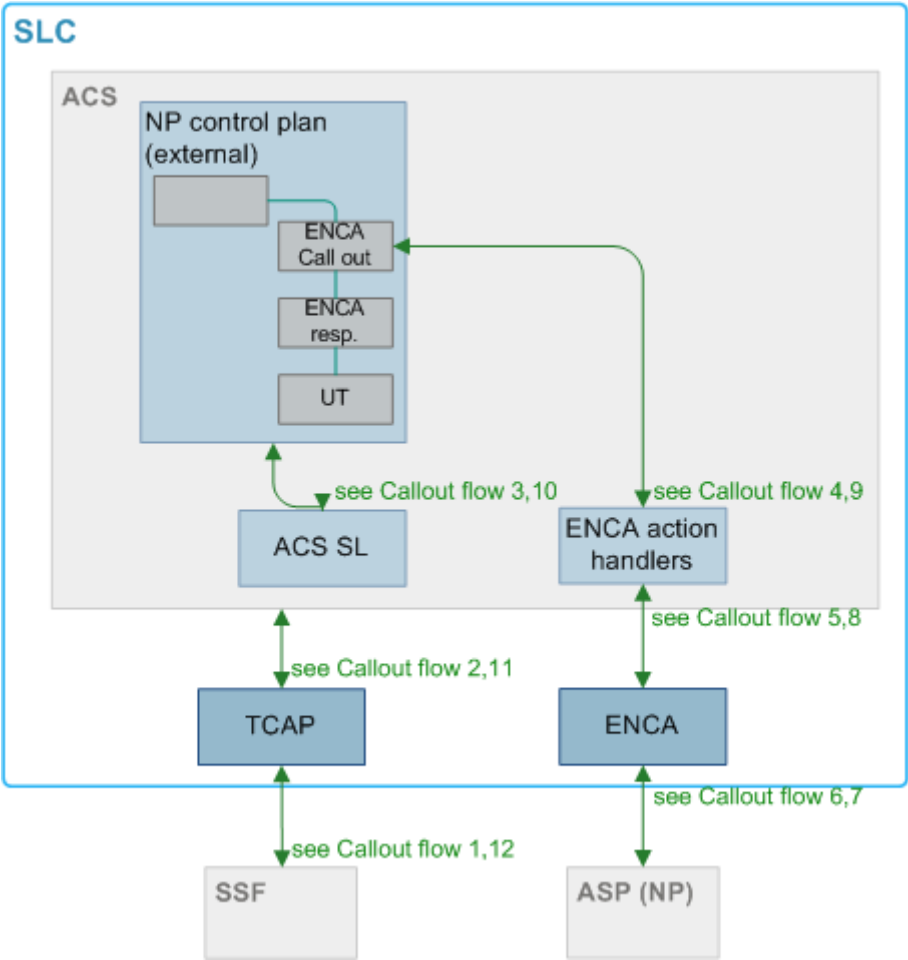 SLC
ACS
NP control plan
(external)
ENCA
Call out
ENCA
resp.
UT
see Callout flow 3,10
see Callout flow 4,9
ACS SL
ENCA action
handlers
see Callout flow 5,8
see Callout flow 2,11
TCAP
ENCA
see Callout flow 6,7
see Callout flow 1,12
SSF
ASP (NP)